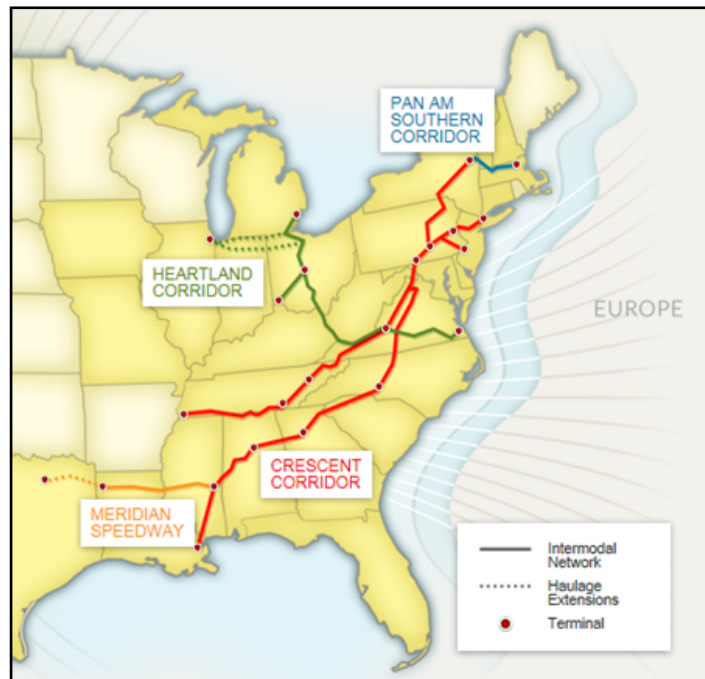 PAN AM
SOUTHERN
CORRIDOR
HEARTLAND
CORRIDOR
EUROPE
CRESCENT
CORRIDOR
MERIDIAN
SPEEDWAY
Intermodal
Network
Haulage
Extensions
Terminal